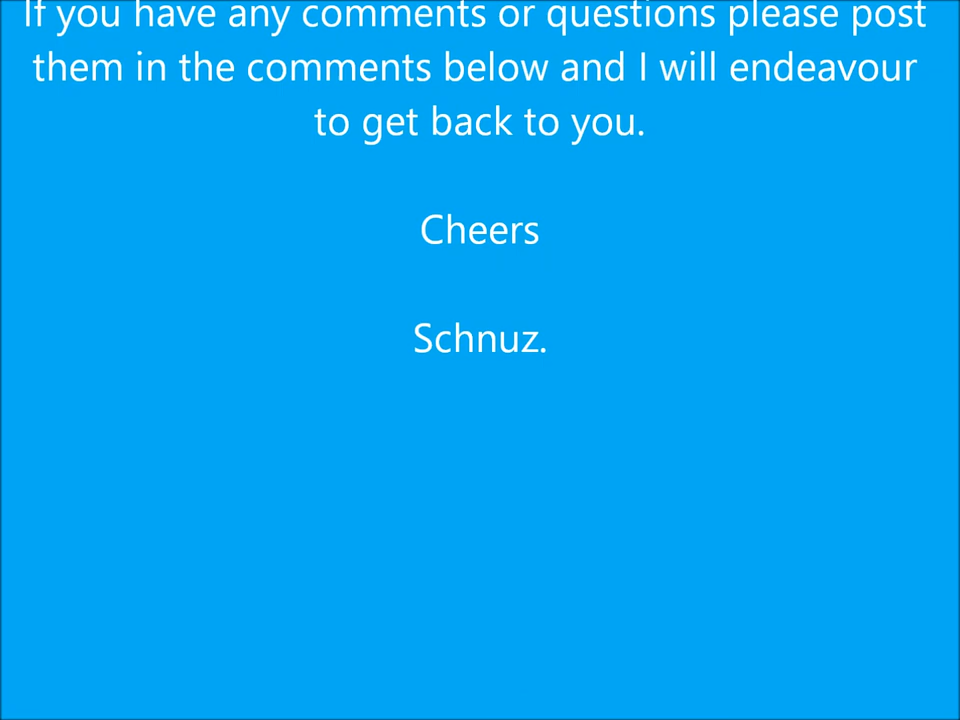 If you have any comments or questions please post
them in the comments below and I will endeavour
to get back to you.
Cheers
Schnuz.